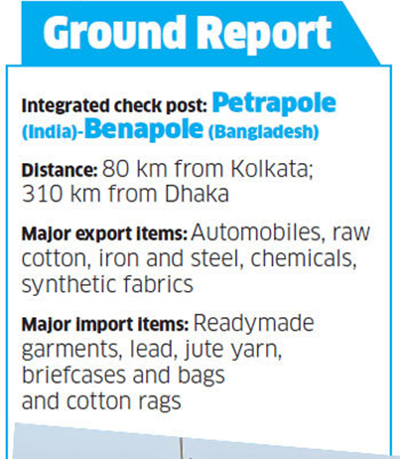 Ground Report
Integrated check post: Petrapole
(India)-Benapole (Bangladesh)
Distance: 80 km from Kolkata;
310 km from Dhaka
Major export items: Automobiles, raw
cotton, iron and steel, chemicals,
synthetic fabrics
Major import items: Readymade
garments, lead, jute yarn,
briefcases and bags
and cotton rags